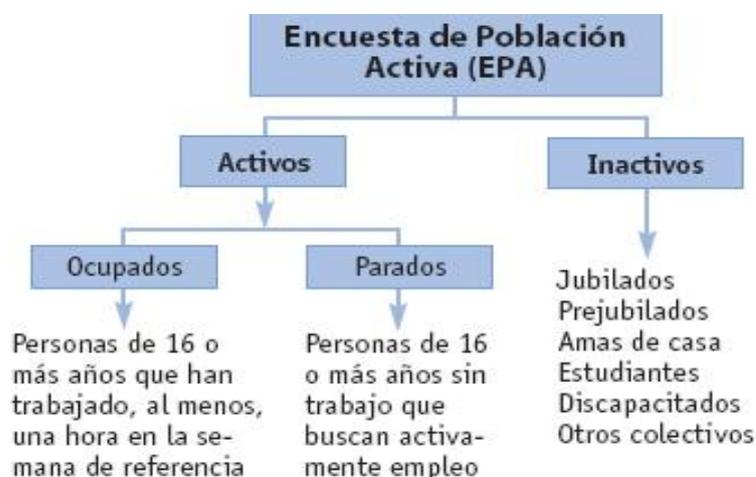 Encuesta de Población
Activa (EPA)
Activos
Inactivos
Ocupados
Parados
Personas de 16 o
más años que han
trabajado, al menos,
una hora en la se-
mana de referencia
Personas de 16
o más años sin
trabajo que
buscan activa-
mente empleo
Jubilados
Prejubilados
Amas de casa
Estudiantes
Discapacitados
Otros colectivos